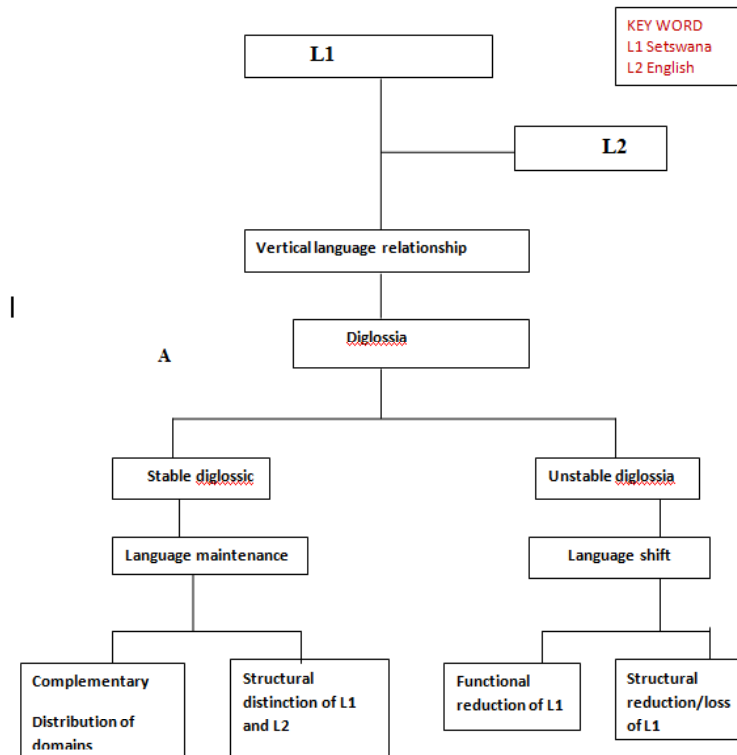 KEY WORD
L1 Setswana
L2 English
L1
L2
Vertical language relationship
Diglossia
A
Stable diglossic
Unstable diglossia
Language maintenance
Language shift
Complementary
Distribution of
domains
Structural
distinction of L1
and L2
Functional
reduction of L1
Structural
reduction/loss
of L1